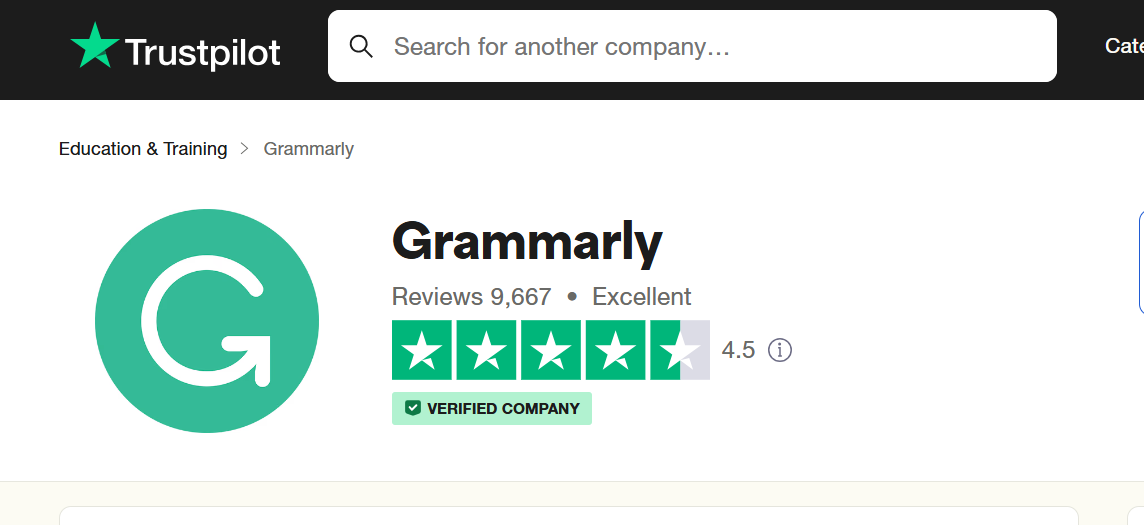 Trustpilot
Search for another company…
Education & Training > Grammarly
Grammarly
Reviews 9,667 • Excellent
4.5
VERIFIED COMPANY